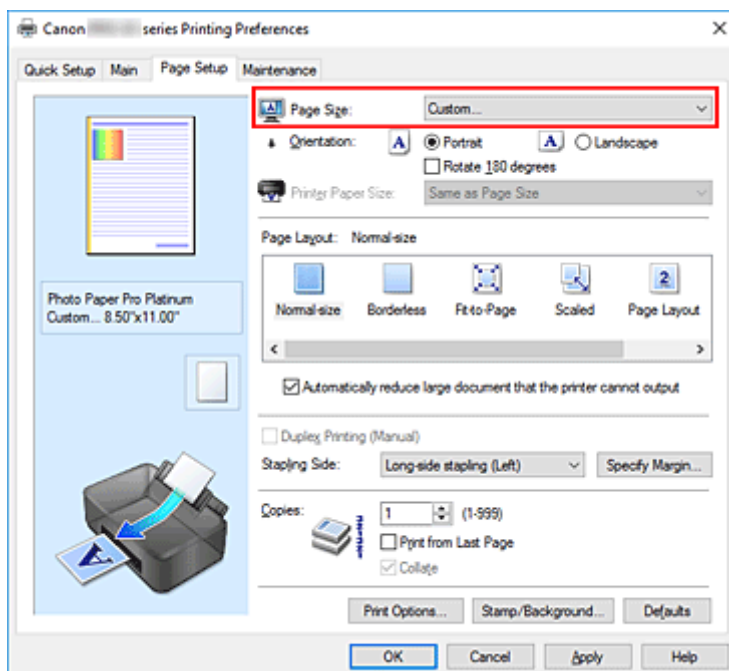 Canon series Printing Preferences
Quick Setup Main Page Setup Maintenance
Page Size: Custom...
Orientation: A Portrait A Landscape
Rotate 180 degrees
Printer Paper Size: Same as Page Size
Page Layout: Normal-size
2
Normal-size Borderless Fit-to-Page Scaled Page Layout
Photo Paper Pro Platinum
Custom... 8.50"x11.00"
Automatically reduce large document that the printer cannot output
Duplex Printing (Manual)
Stapling Side: Long-side stapling (Left) Specify Margin...
Copies: 1 (1-999)
Print from Last Page
Collate
A
Print Options... Stamp/Background... Defaults
OK Cancel Apply Help